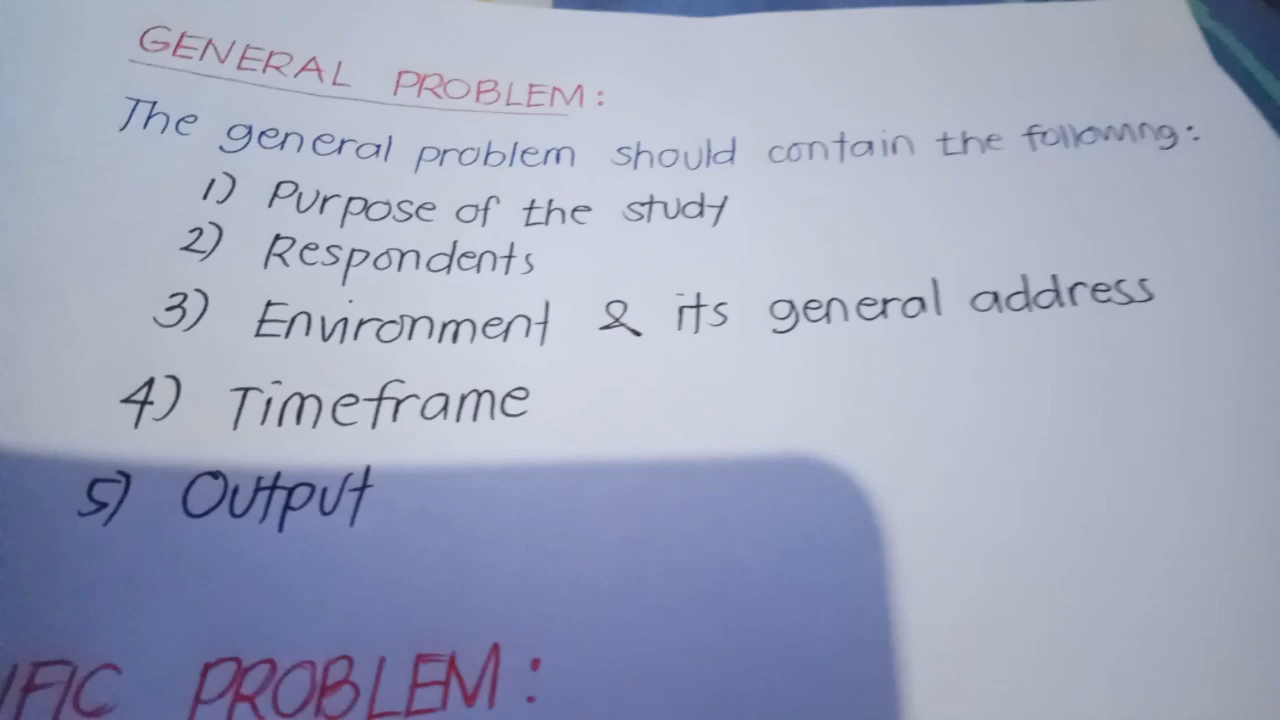 GENERAL PROBLEM:
The general problem should contain the following:
1) Purpose of the study
2) Respondents
3) Environment & its general address
4) Timeframe
5) Output
IFIC PROBLEM: